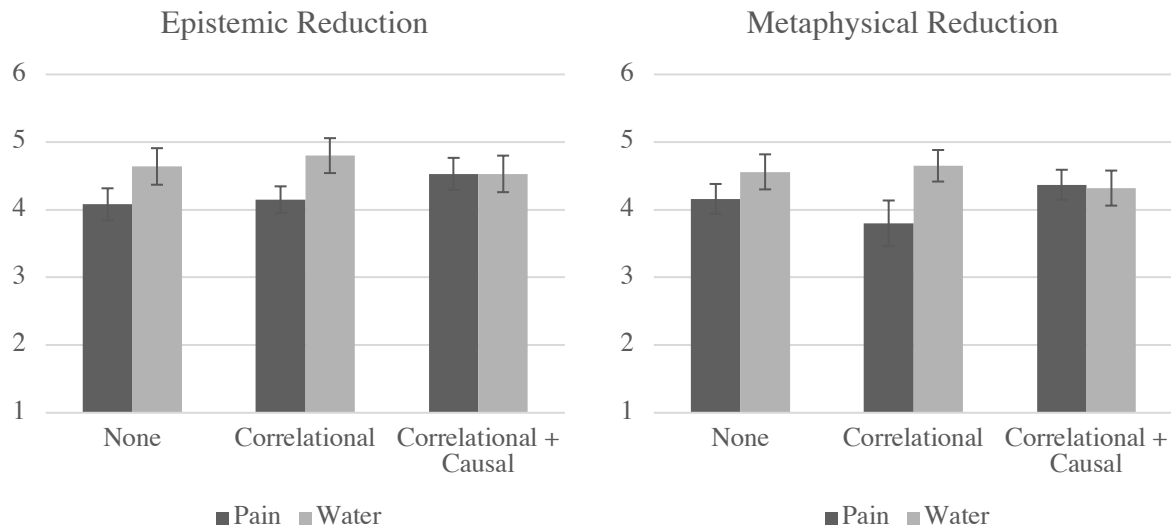 Epistemic Reduction
6
5
4
3
2
1
None
Correlational
Correlational +
Causal
Pain Water
Metaphysical Reduction
6
5
4
3
2
1
None
Correlational
Correlational +
Causal
Pain Water